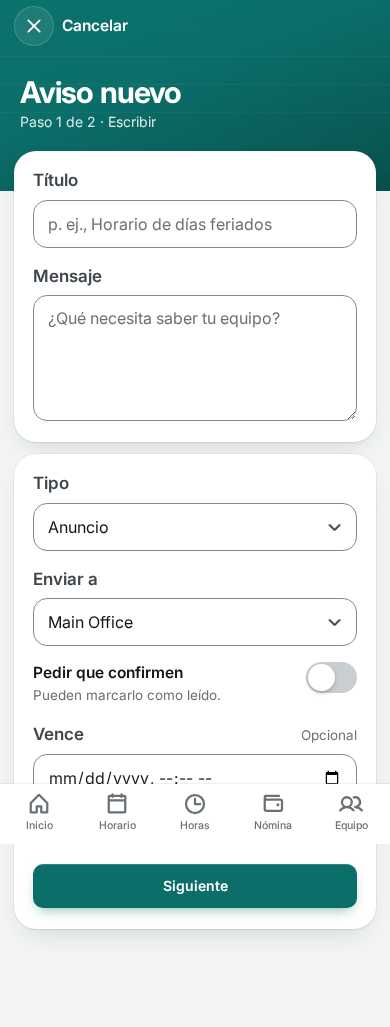 Cancelar
Aviso nuevo
Paso 1 de 2 · Escribir
Título
p. ej., Horario de días feriados
Mensaje
¿Qué necesita saber tu equipo?
Tipo
Anuncio
Enviar a
Main Office
Pedir que confirmen
Pueden marcarlo como leído.
Vence Opcional
mm/dd/yyyy, --:-- --
Inicio Horario Horas Nómina Equipo
Siguiente